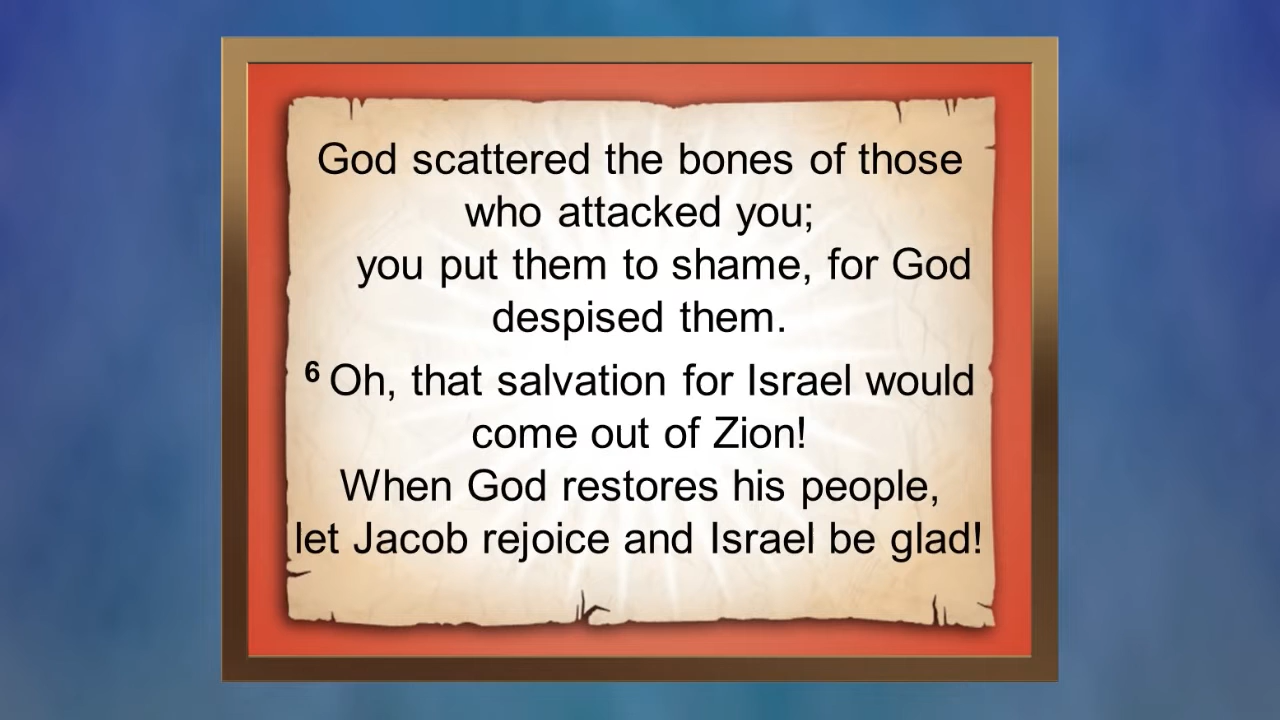 God scattered the bones of those
who attacked you;
you put them to shame, for God
despised them.
6 Oh, that salvation for Israel would
come out of Zion!
When God restores his people,
let Jacob rejoice and Israel be glad!